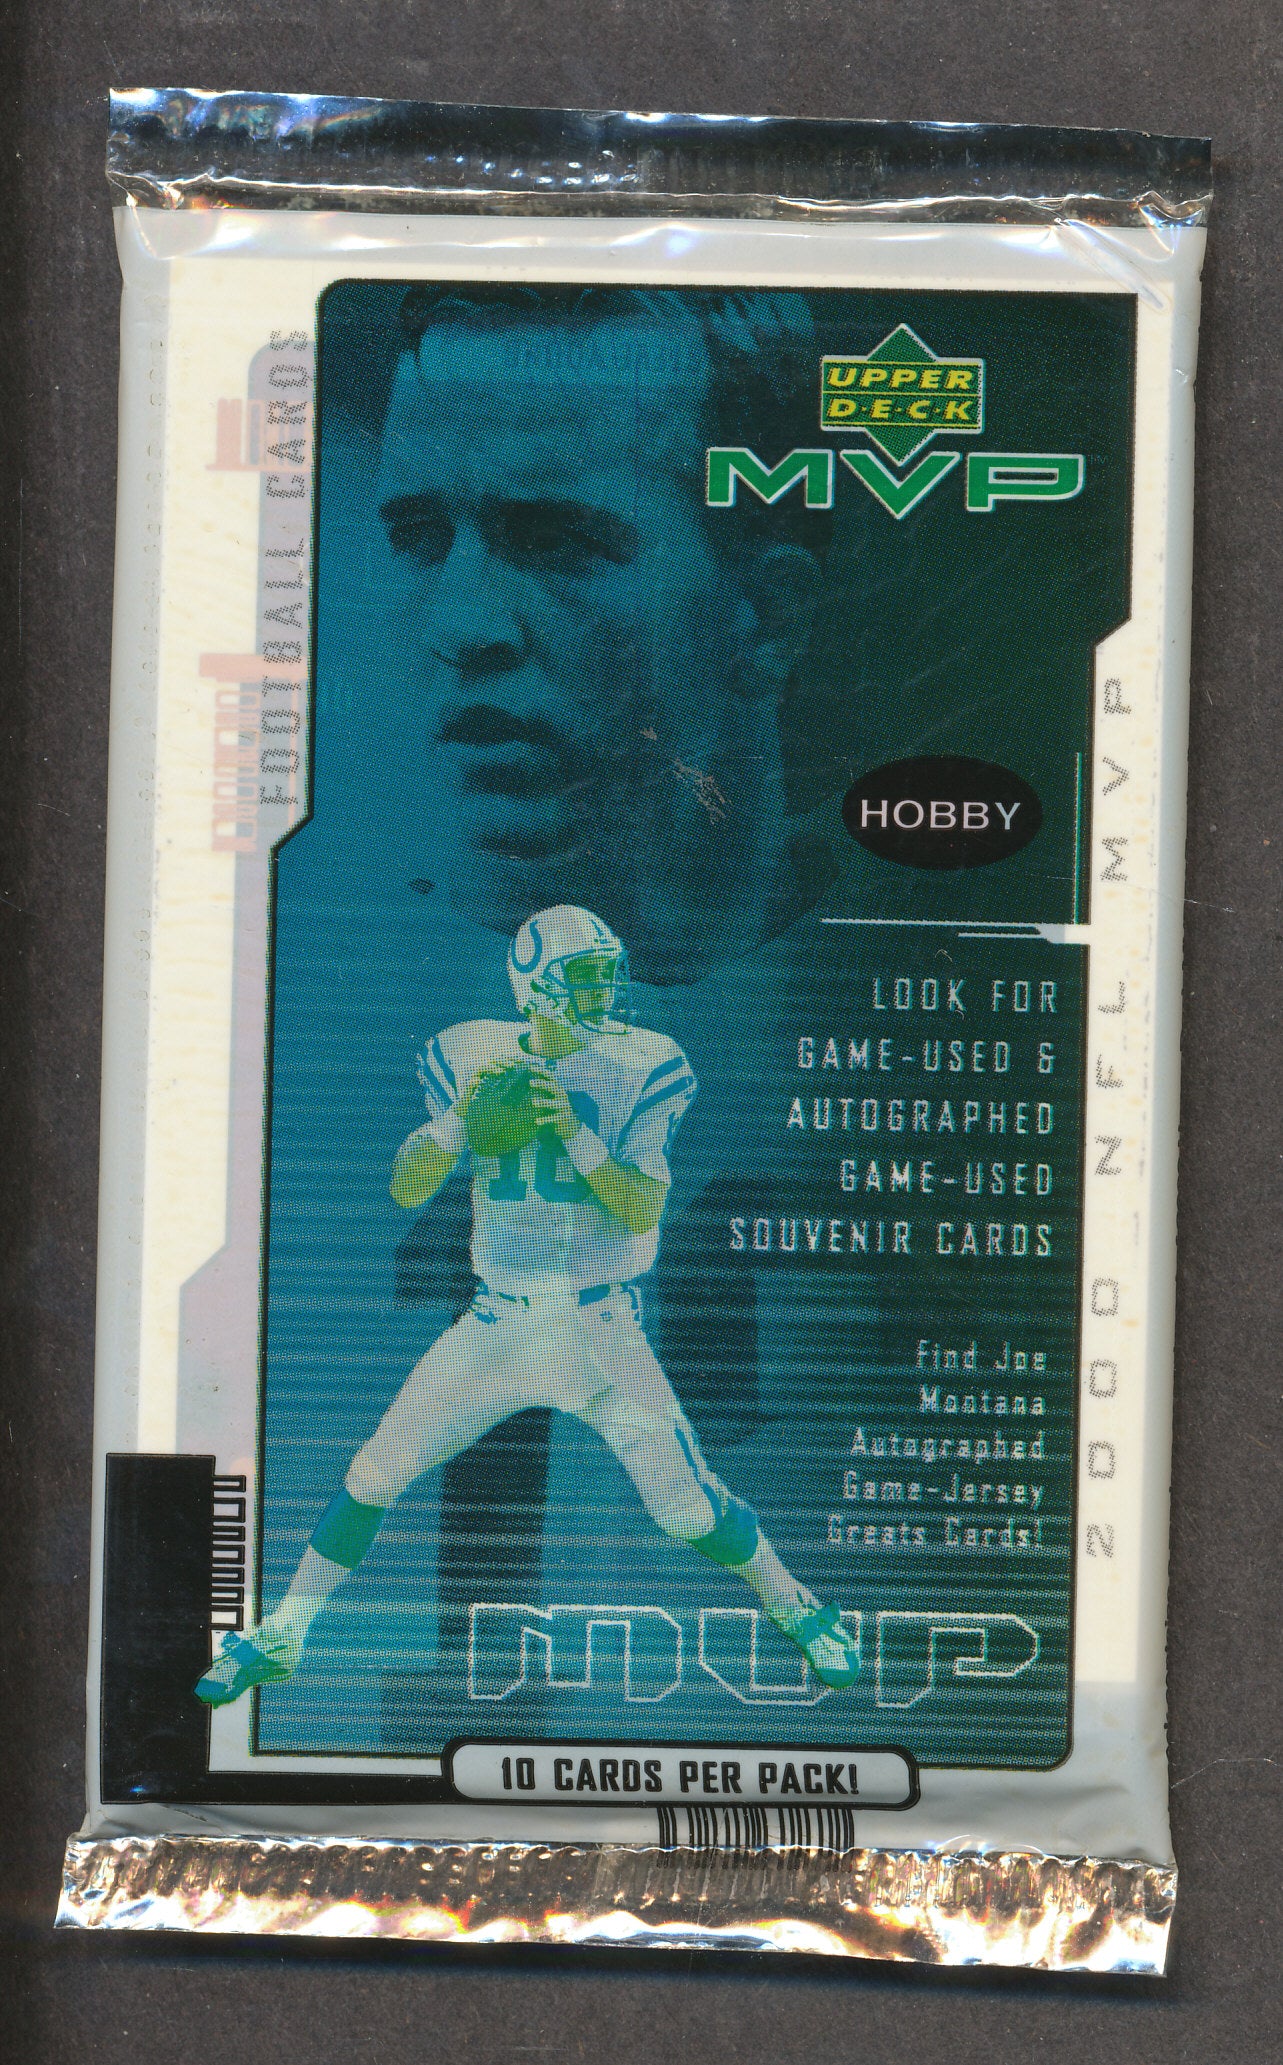 UPPER
D·E·C·K
MVP
FOOTBALL CARDS
HOBBY
2000 NFL MVP
LOOK FOR
GAME-USED &
AUTOGRAPHED
GAME-USED
SOUVENIR CARDS
18
Find Joe
Montana
Autographed
Game-Jersey
Greats Cards!
MVP
10 CARDS PER PACK!